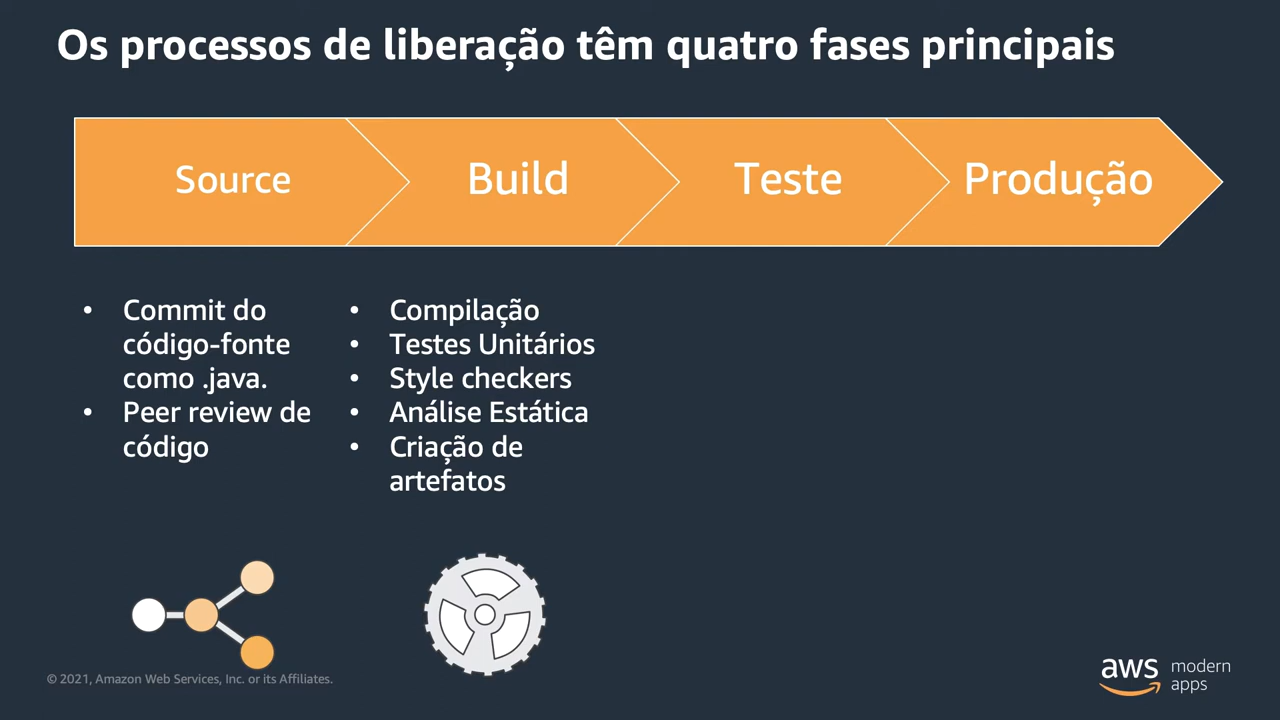 Os processos de liberação têm quatro fases principais
Source
Build
Teste
Produção
• Commit do
código-fonte
como .java.
• Peer review de
código
• Compilação
• Testes Unitários
• Style checkers
• Análise Estática
• Criação de
artefatos
© 2021, Amazon Web Services, Inc. or its Affiliates.
aws
modern
apps